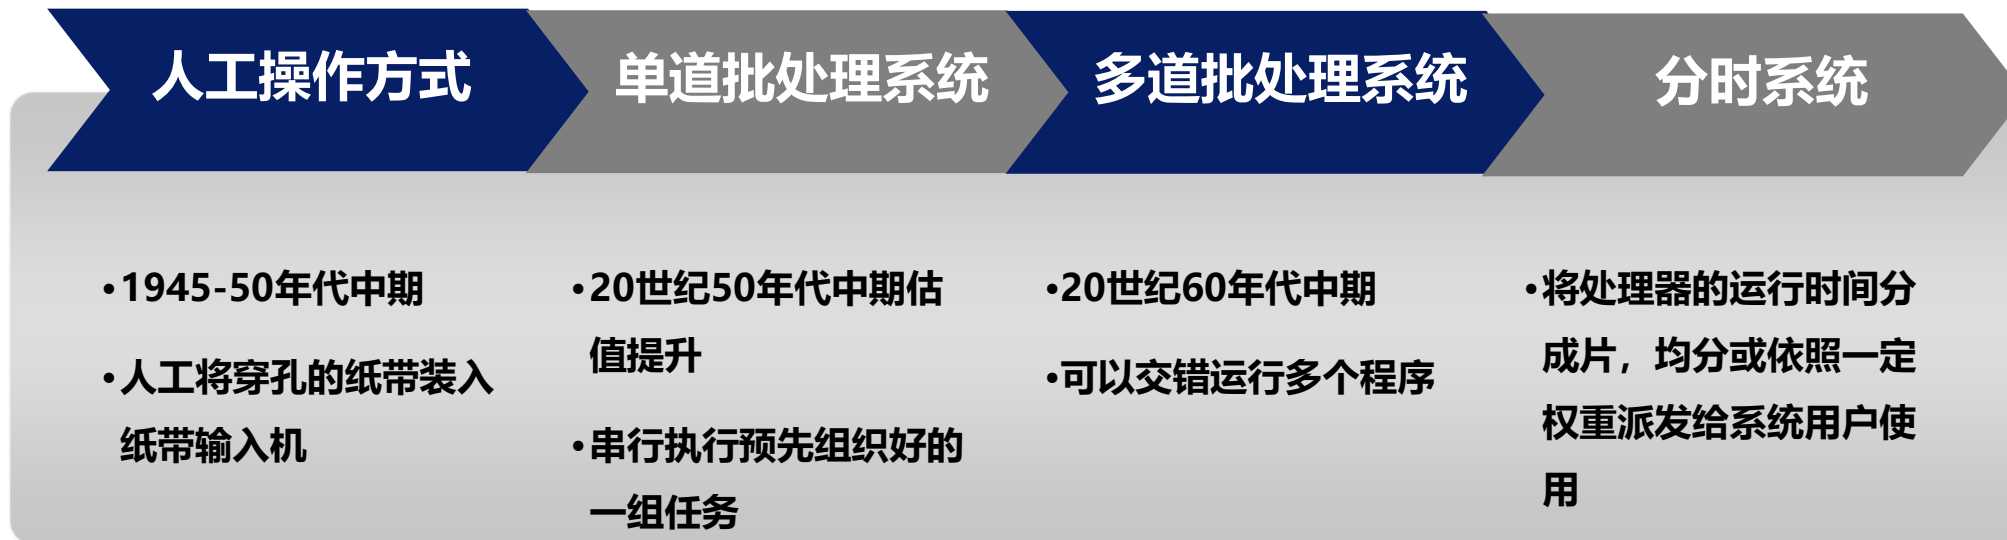 人工操作方式
单道批处理系统
多道批处理系统
分时系统
•1945-50年代中期
•人工将穿孔的纸带装入
纸带输入机
•20世纪50年代中期估
值提升
•串行执行预先组织好的
一组任务
•20世纪60年代中期
•可以交错运行多个程序
•将处理器的运行时间分
成片，均分或依照一定
权重派发给系统用户使
用